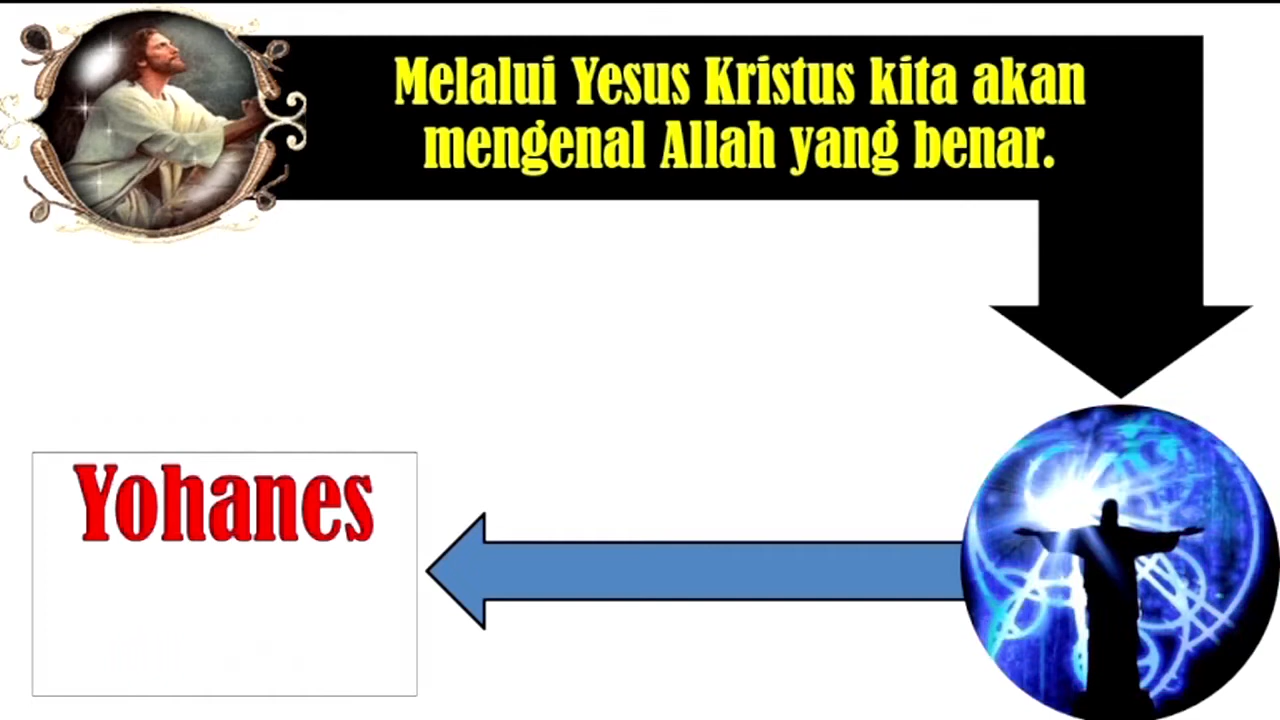 Melalui Yesus Kristus kita akan
mengenal Allah yang benar.
Yohanes